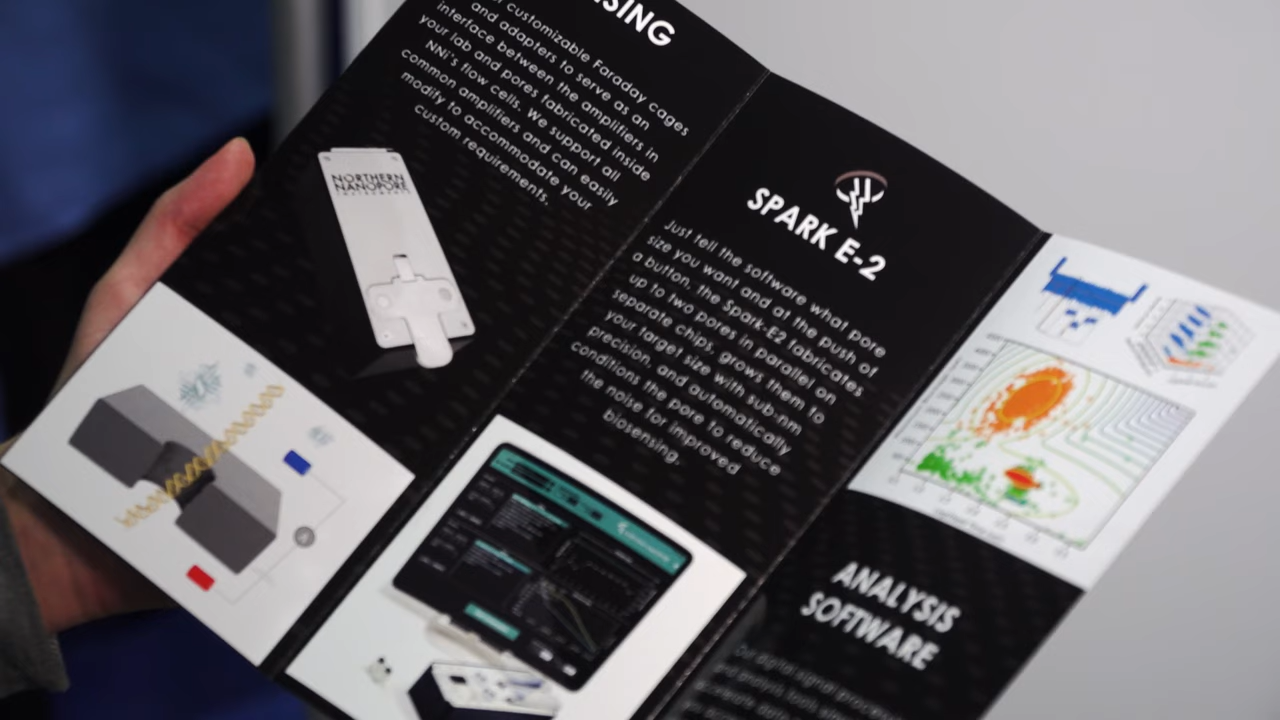 SING
customizable Faraday cages
and adapters to serve as an
interface between the amplifiers in
your lab and pores fabricated inside
NNi's flow cells. We support all
common amplifiers and can easily
modify to accommodate your
custom requirements.
NORTHERN
NANOPORE
INSTRUMENTS
SPARK E-2
Just tell the software what pore
size you want and at the push of
a button, the Spark-E2 fabricates
up to two pores in parallel on
separate chips, grows them to
your target size with sub-nm
precision, and automatically
conditions the pore to reduce
the noise for improved
biosensing.
ANALYSIS
SOFTWARE
Our digital signal